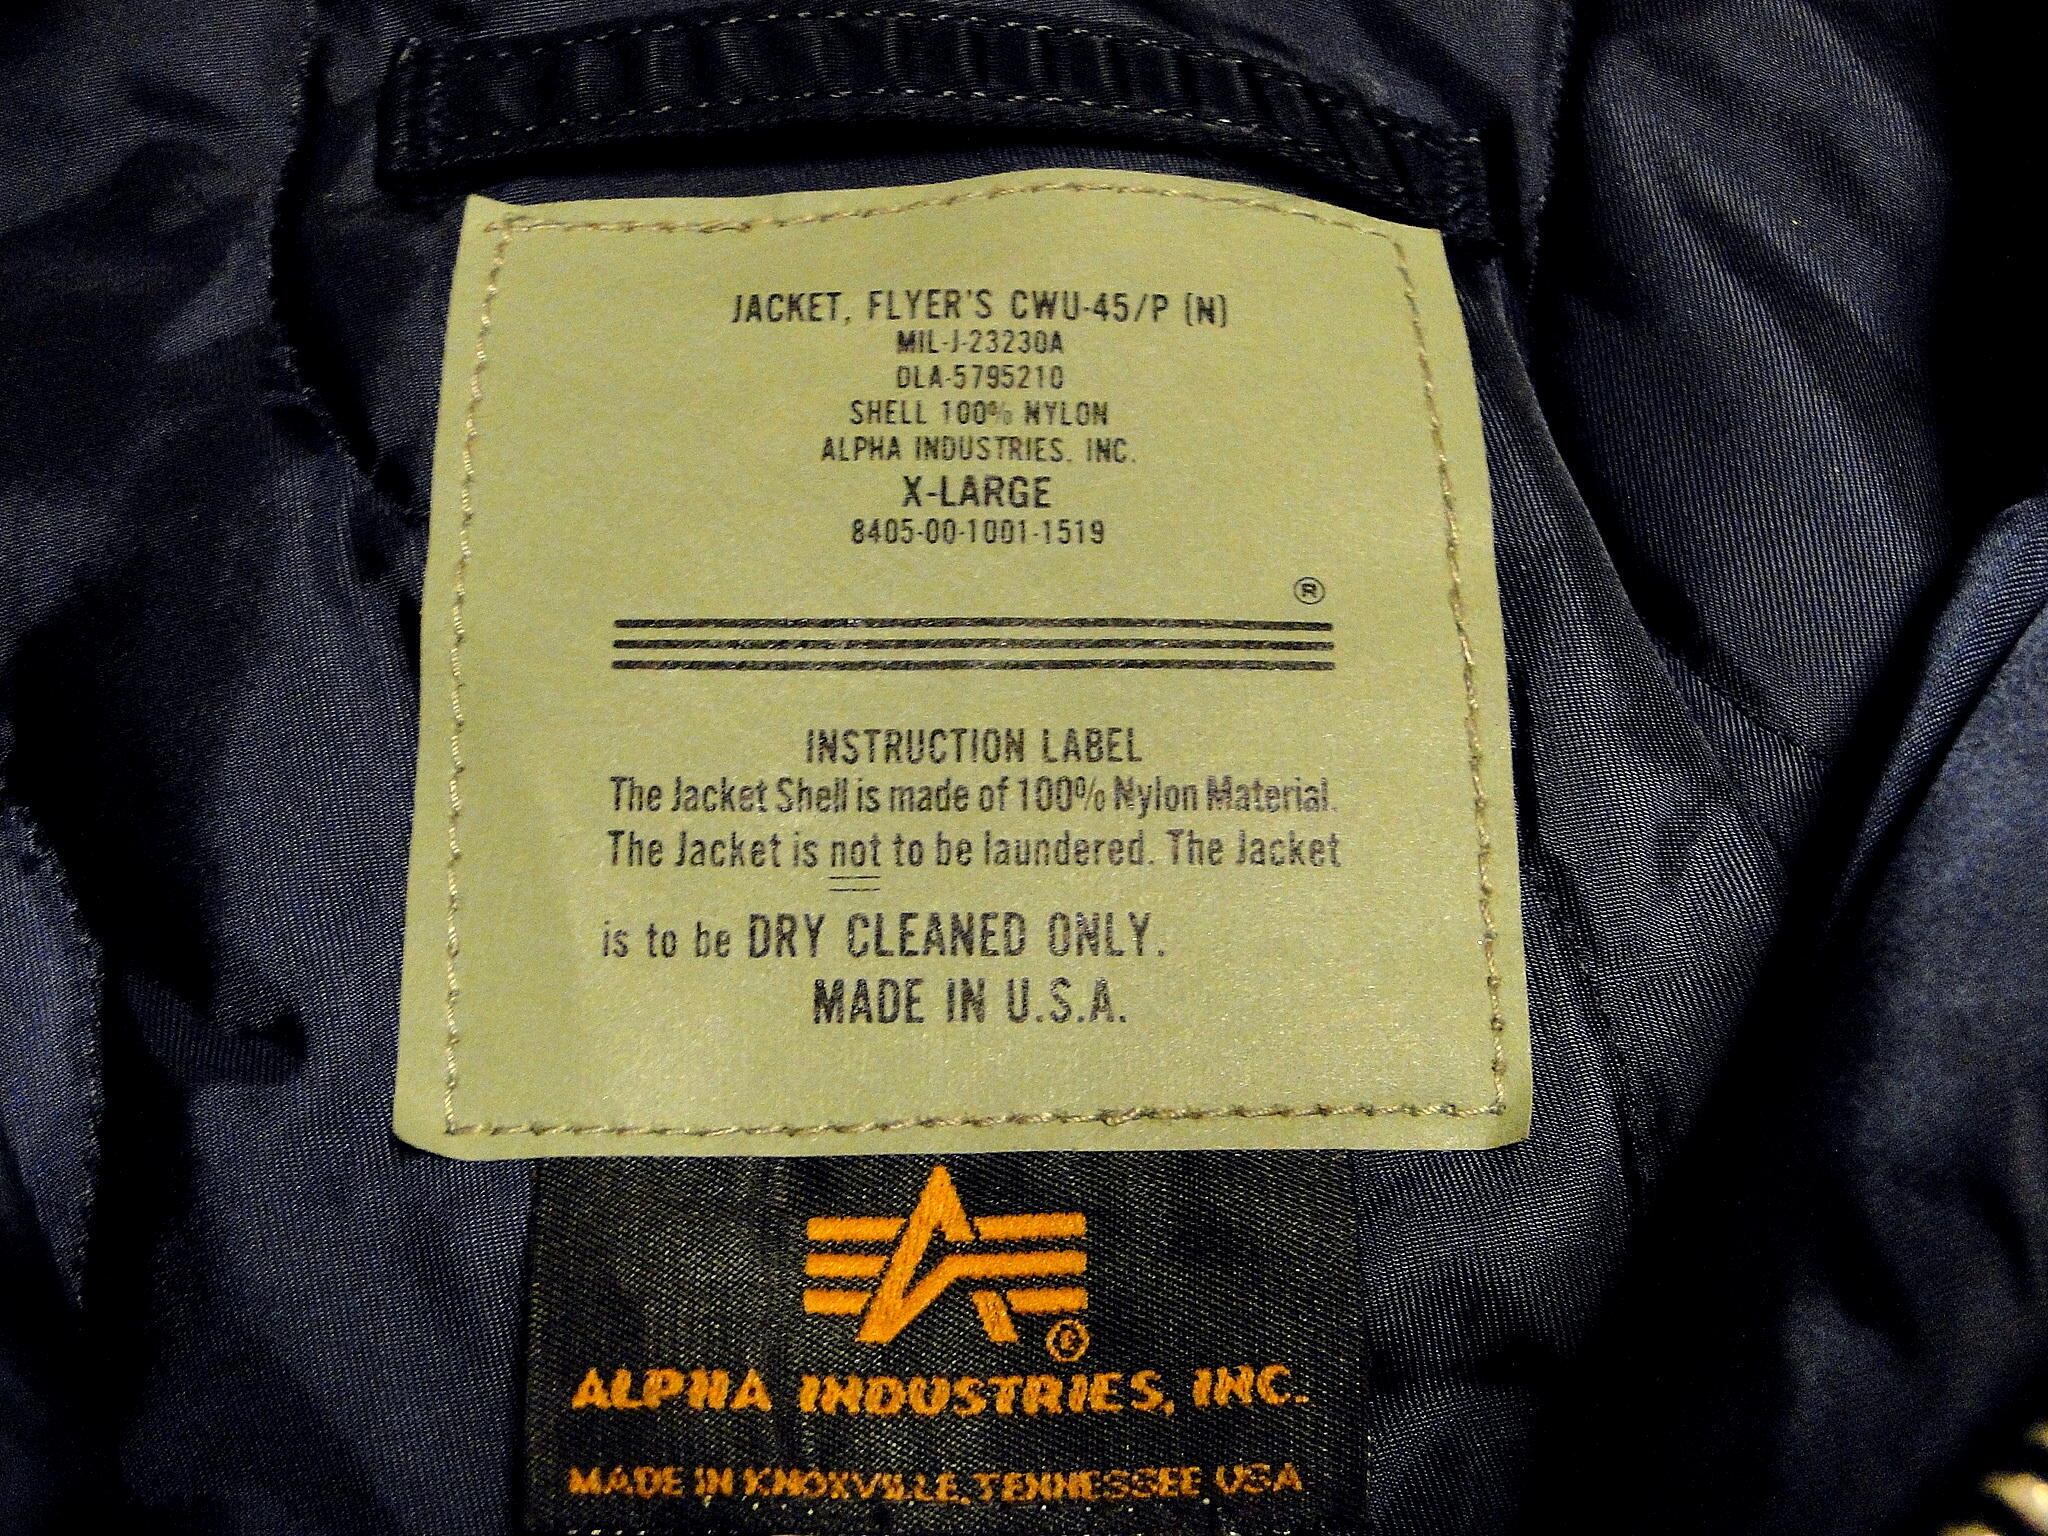 JACKET, FLYER'S CWU-45/P (N)
MIL-J-23230A
DLA-5795210
SHELL 100% NYLON
ALPHA INDUSTRIES, INC.
X-LARGE
8405-00-1001-1519
®
INSTRUCTION LABEL
The Jacket Shell is made of 100% Nylon Material.
The Jacket is not to be laundered. The Jacket
is to be DRY CLEANED ONLY.
MADE IN U.S.A.
®
ALPHA INDUSTRIES, INC.
MADE IN KNOXVILLE, TENNESSEE USA